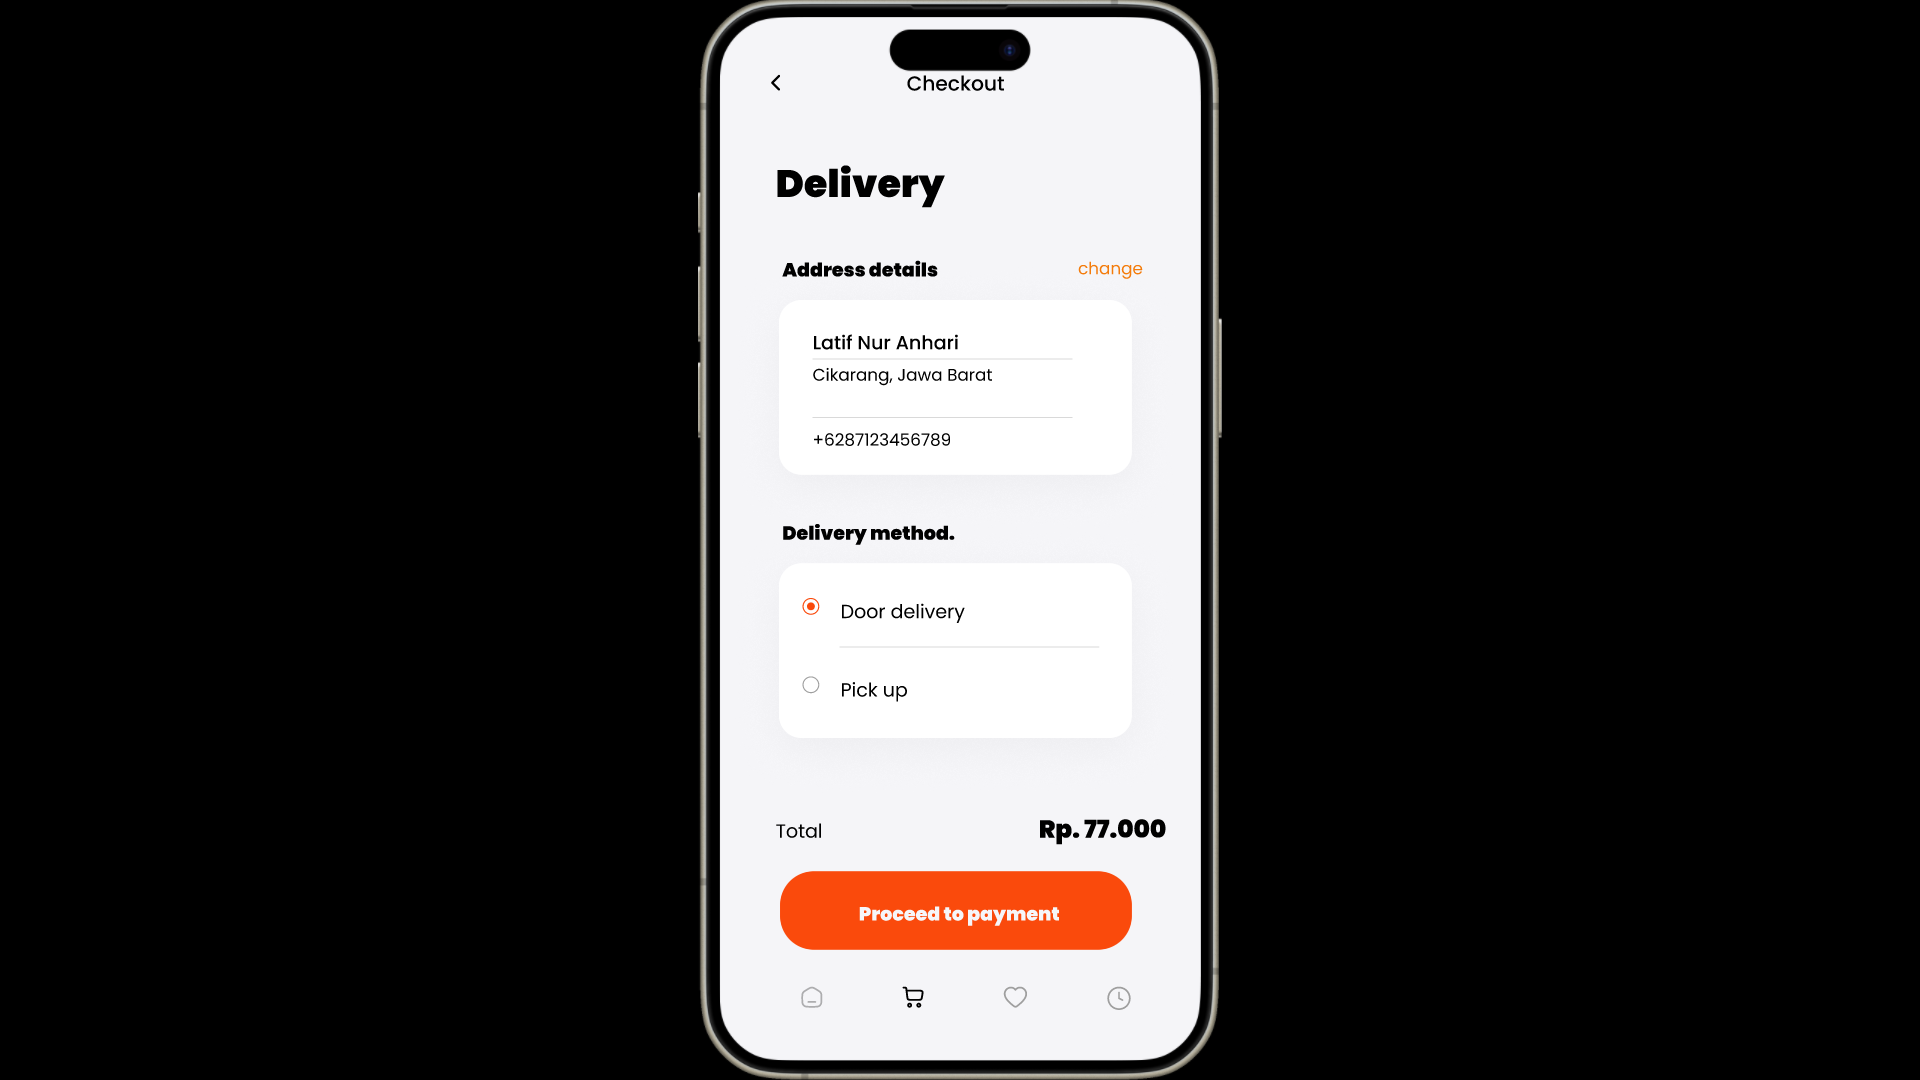 Checkout
Delivery
Address details
change
Latif Nur Anhari
Cikarang, Jawa Barat
+6287123456789
Delivery method.
Door delivery
Pick up
Total
Rp. 77.000
Proceed to payment